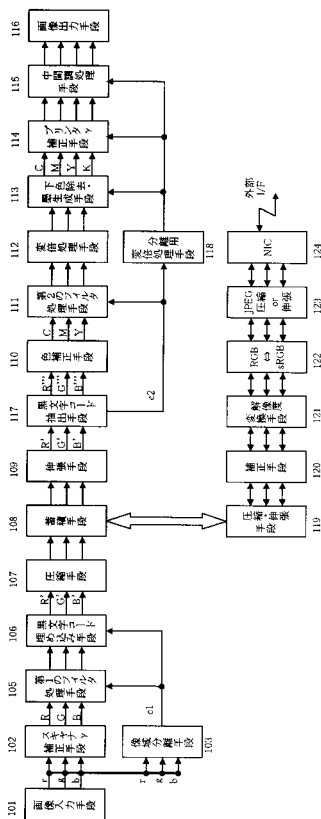 101
画像入力手段
r
g
b
102
スキャナγ
補正手段
R
G
B
r
g
b
像域分離手段
103
c1
105
第1のフィルタ
処理手段
106
黒文字コード
埋め込み手段
R'
G'
B'
107
圧縮手段
108
蓄積手段
109
伸張手段
R'
G'
B'
117
黒文字コード
抽出手段
c2
110
色補正手段
C
M
Y
111
第2のフィルタ
処理手段
112
変倍処理手段
分離用
変倍処理手段
118
113
下色除去・
墨生成手段
C
M
Y
K
114
プリンタγ
補正手段
115
中間調処理
手段
116
画像出力手段
圧縮・伸張
手段
119
補正手段
120
解像度
変換手段
121
RGB
⇔
sRGB
122
JPEG
圧縮
or
伸張
123
NIC
124
外部
I/F